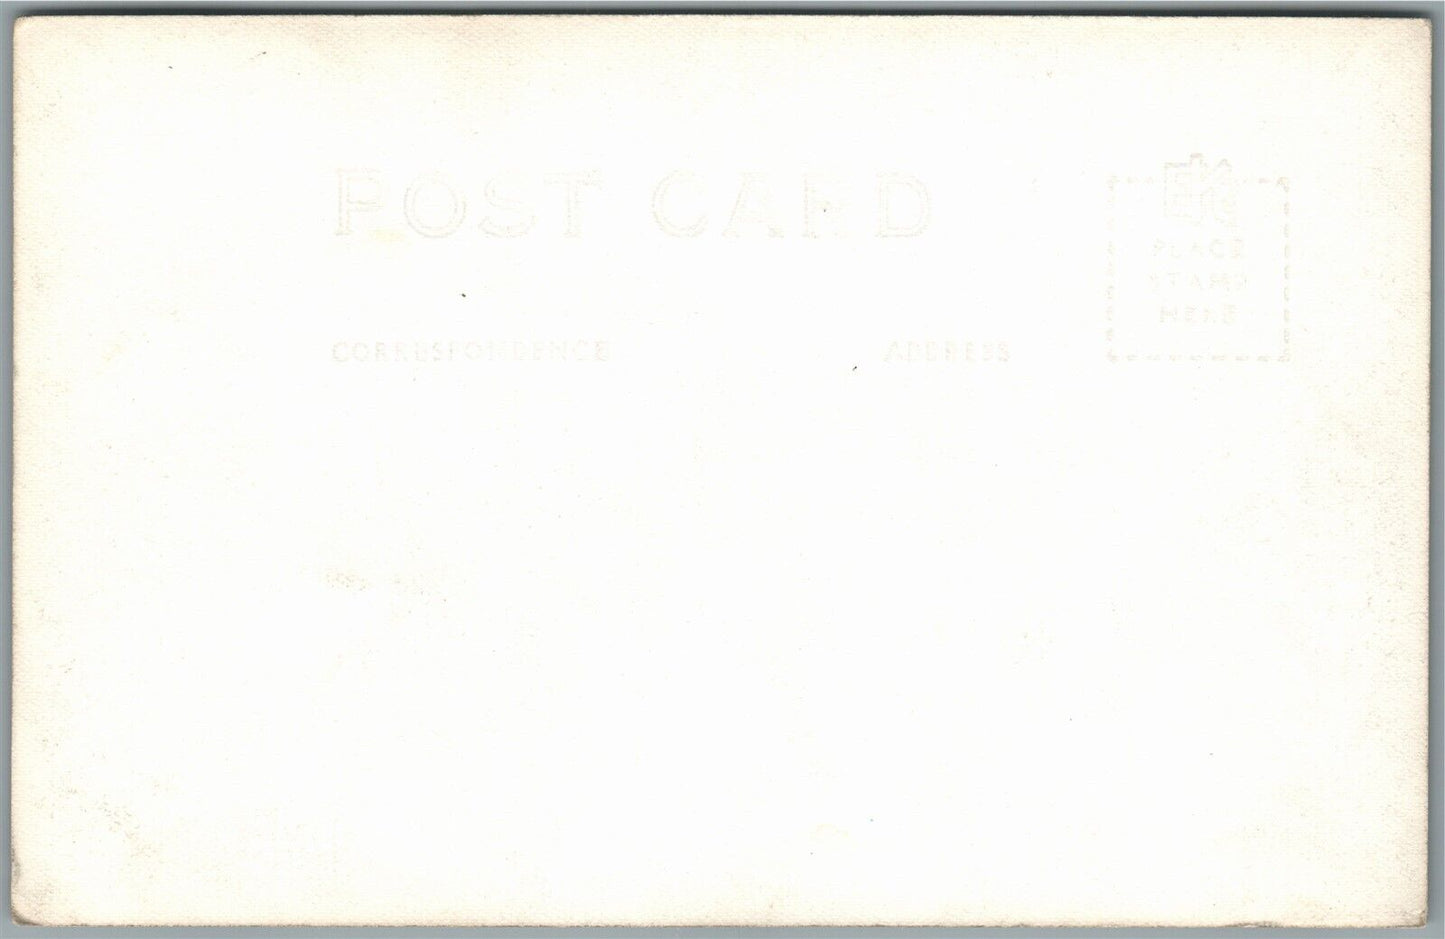 POST CARD
PLACE
STAMP
HERE
CORRESPONDENCE
ADDRESS